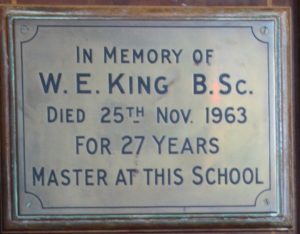 IN MEMORY OF
W. E. KING B.SC.
DIED 25TH NOV. 1963
FOR 27 YEARS
MASTER AT THIS SCHOOL